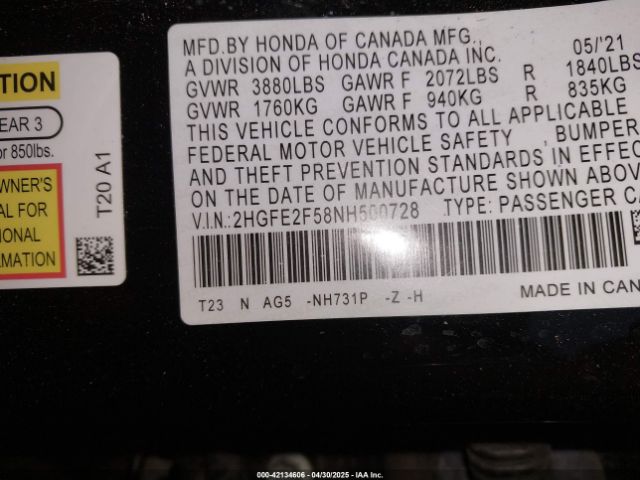 TION
EAR 3
or 850lbs.
WNER'S
AL FOR
IONAL
RMATION
T20 A1
MFD.BY HONDA OF CANADA MFG., 05/'21
A DIVISION OF HONDA CANADA INC.
GVWR 3880LBS GAWR F 2072LBS R 1840LBS
GVWR 1760KG GAWR F 940KG R 835KG
THIS VEHICLE CONFORMS TO ALL APPLICABLE
FEDERAL MOTOR VEHICLE SAFETY , BUMPER
AND THEFT PREVENTION STANDARDS IN EFFEC
ON THE DATE OF MANUFACTURE SHOWN ABOV
V.I.N.:2HGFE2F58NH500728 TYPE: PASSENGER CA
T23 N AG5 -NH731P -Z -H
MADE IN CAN
000-42134606 - 04/30/2025 - IAA Inc.